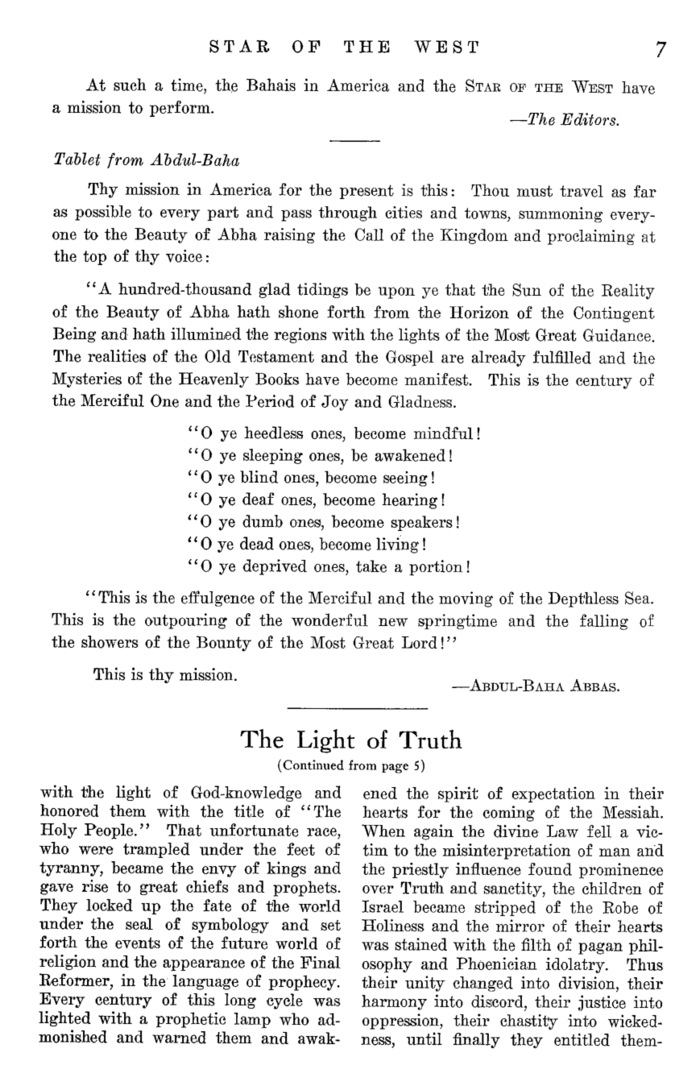 STAR OF THE WEST 7
At such a time, the Bahais in America and the STAR OF THE WEST have
a mission to perform.
—The Editors.
Tablet from Abdul-Baha
Thy mission in America for the present is this: Thou must travel as far
as possible to every part and pass through cities and towns, summoning every-
one to the Beauty of Abha raising the Call of the Kingdom and proclaiming at
the top of thy voice:
"A hundred-thousand glad tidings be upon ye that the Sun of the Reality
of the Beauty of Abha hath shone forth from the Horizon of the Contingent
Being and hath illumined the regions with the lights of the Most Great Guidance.
The realities of the Old Testament and the Gospel are already fulfilled and the
Mysteries of the Heavenly Books have become manifest. This is the century of
the Merciful One and the Period of Joy and Gladness.
"O ye heedless ones, become mindful!
"O ye sleeping ones, be awakened!
"O ye blind ones, become seeing!
"O ye deaf ones, become hearing!
"O ye dumb ones, become speakers!
"O ye dead ones, become living!
"O ye deprived ones, take a portion!
"This is the effulgence of the Merciful and the moving of the Depthless Sea.
This is the outpouring of the wonderful new springtime and the falling of
the showers of the Bounty of the Most Great Lord!"
This is thy mission.
—ABDUL-BAHA ABBAS.
The Light of Truth
(Continued from page 5)
with the light of God-knowledge and
honored them with the title of "The
Holy People." That unfortunate race,
who were trampled under the feet of
tyranny, became the envy of kings and
gave rise to great chiefs and prophets.
They locked up the fate of the world
under the seal of symbology and set
forth the events of the future world of
religion and the appearance of the Final
Reformer, in the language of prophecy.
Every century of this long cycle was
lighted with a prophetic lamp who ad-
monished and warned them and awak-
ened the spirit of expectation in their
hearts for the coming of the Messiah.
When again the divine Law fell a vic-
tim to the misinterpretation of man and
the priestly influence found prominence
over Truth and sanctity, the children of
Israel became stripped of the Robe of
Holiness and the mirror of their hearts
was stained with the filth of pagan phil-
osophy and Phoenician idolatry. Thus
their unity changed into division, their
harmony into discord, their justice into
oppression, their chastity into wicked-
ness, until finally they entitled them-